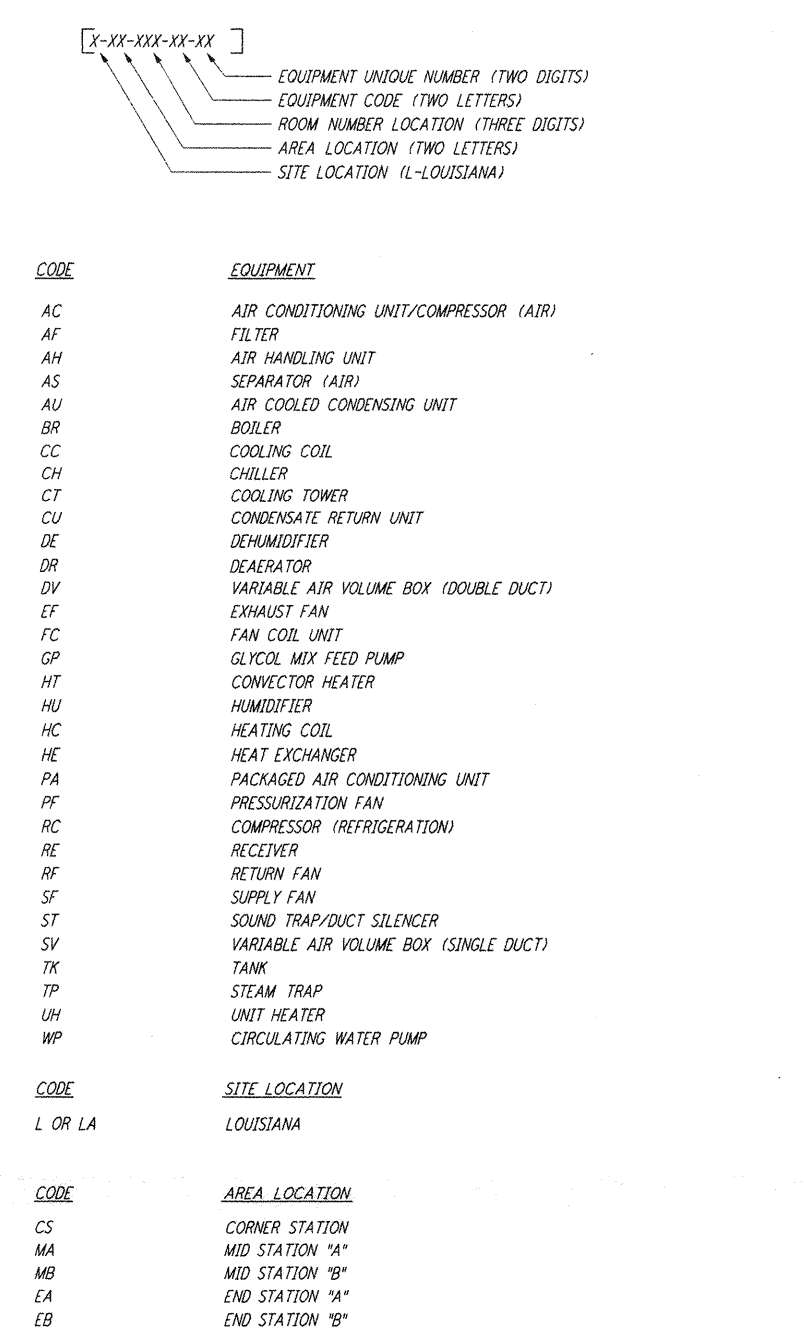 [X-XX-XXX-XX-XX ]
EQUIPMENT UNIQUE NUMBER (TWO DIGITS)
EQUIPMENT CODE (TWO LETTERS)
ROOM NUMBER LOCATION (THREE DIGITS)
AREA LOCATION (TWO LETTERS)
SITE LOCATION (L-LOUISIANA)
CODE EQUIPMENT
AC AIR CONDITIONING UNIT/COMPRESSOR (AIR)
AF FILTER
AH AIR HANDLING UNIT
AS SEPARATOR (AIR)
AU AIR COOLED CONDENSING UNIT
BR BOILER
CC COOLING COIL
CH CHILLER
CT COOLING TOWER
CU CONDENSATE RETURN UNIT
DE DEHUMIDIFIER
DR DEAERATOR
DV VARIABLE AIR VOLUME BOX (DOUBLE DUCT)
EF EXHAUST FAN
FC FAN COIL UNIT
GP GLYCOL MIX FEED PUMP
HT CONVECTOR HEATER
HU HUMIDIFIER
HC HEATING COIL
HE HEAT EXCHANGER
PA PACKAGED AIR CONDITIONING UNIT
PF PRESSURIZATION FAN
RC COMPRESSOR (REFRIGERATION)
RE RECEIVER
RF RETURN FAN
SF SUPPLY FAN
ST SOUND TRAP/DUCT SILENCER
SV VARIABLE AIR VOLUME BOX (SINGLE DUCT)
TK TANK
TP STEAM TRAP
UH UNIT HEATER
WP CIRCULATING WATER PUMP
CODE SITE LOCATION
L OR LA LOUISIANA
CODE AREA LOCATION
CS CORNER STATION
MA MID STATION "A"
MB MID STATION "B"
EA END STATION "A"
EB END STATION "B"